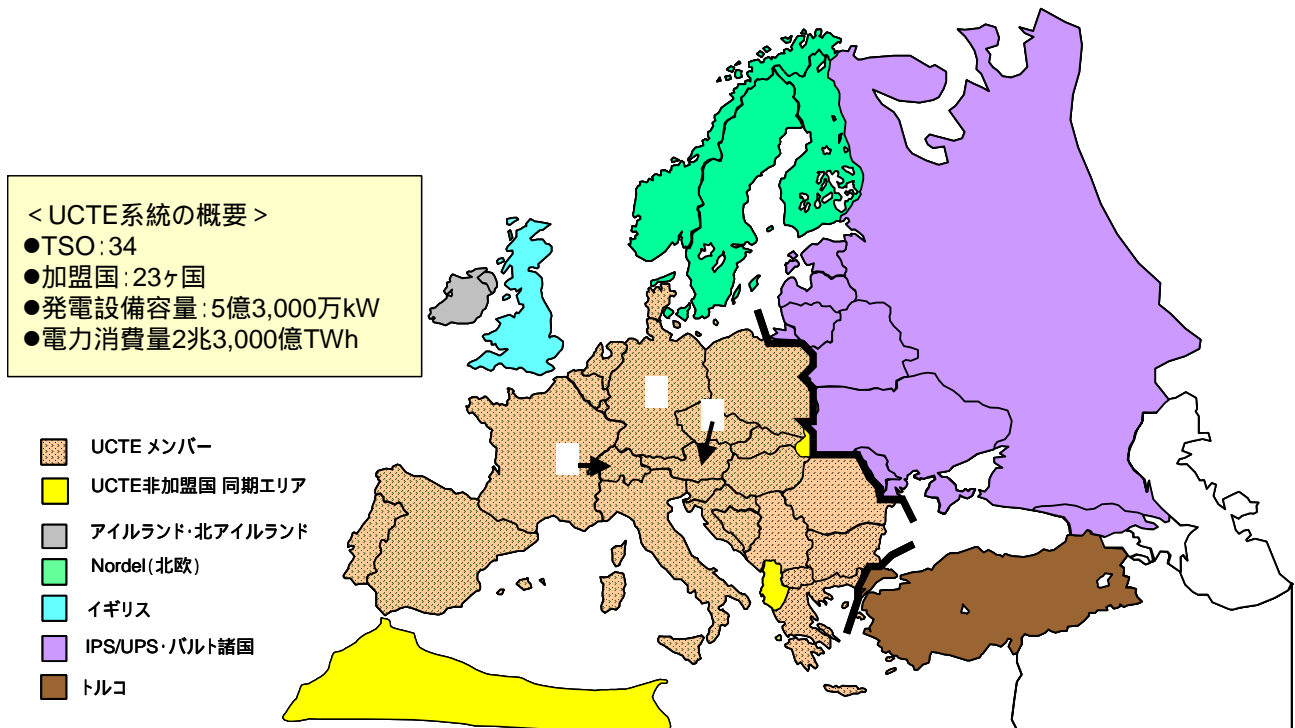 <UCTE系統の概要>
●TSO:34
●加盟国:23ヶ国
●発電設備容量:5億3,000万kW
●電力消費量2兆3,000億TWh
UCTE メンバー
UCTE非加盟国 同期エリア
アイルランド・北アイルランド
Nordel(北欧)
イギリス
IPS/UPS・バルト諸国
トルコ